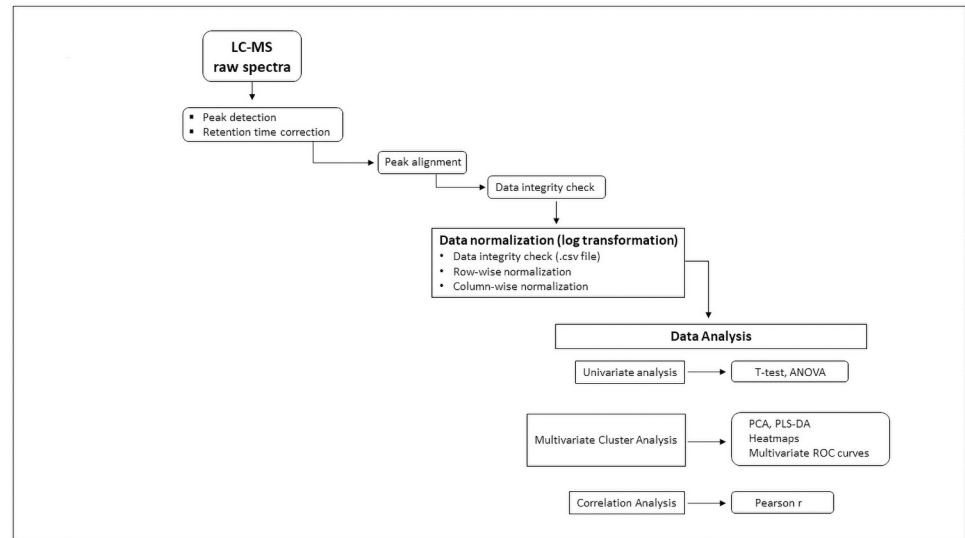 LC-MS
raw spectra
▪ Peak detection
▪ Retention time correction
Peak alignment
Data integrity check
Data normalization (log transformation)
• Data integrity check (.csv file)
• Row-wise normalization
• Column-wise normalization
Data Analysis
Univariate analysis
T-test, ANOVA
Multivariate Cluster Analysis
PCA, PLS-DA
Heatmaps
Multivariate ROC curves
Correlation Analysis
Pearson r